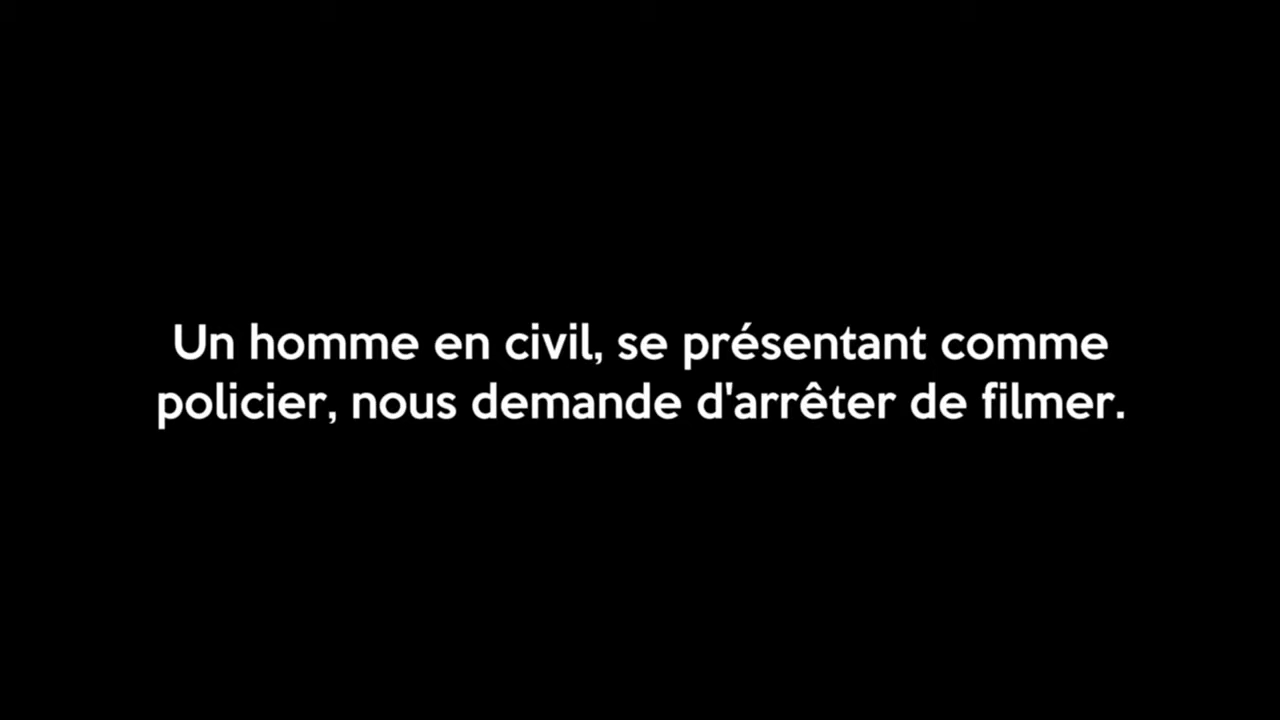 Un homme en civil, se présentant comme
policier, nous demande d'arrêter de filmer.